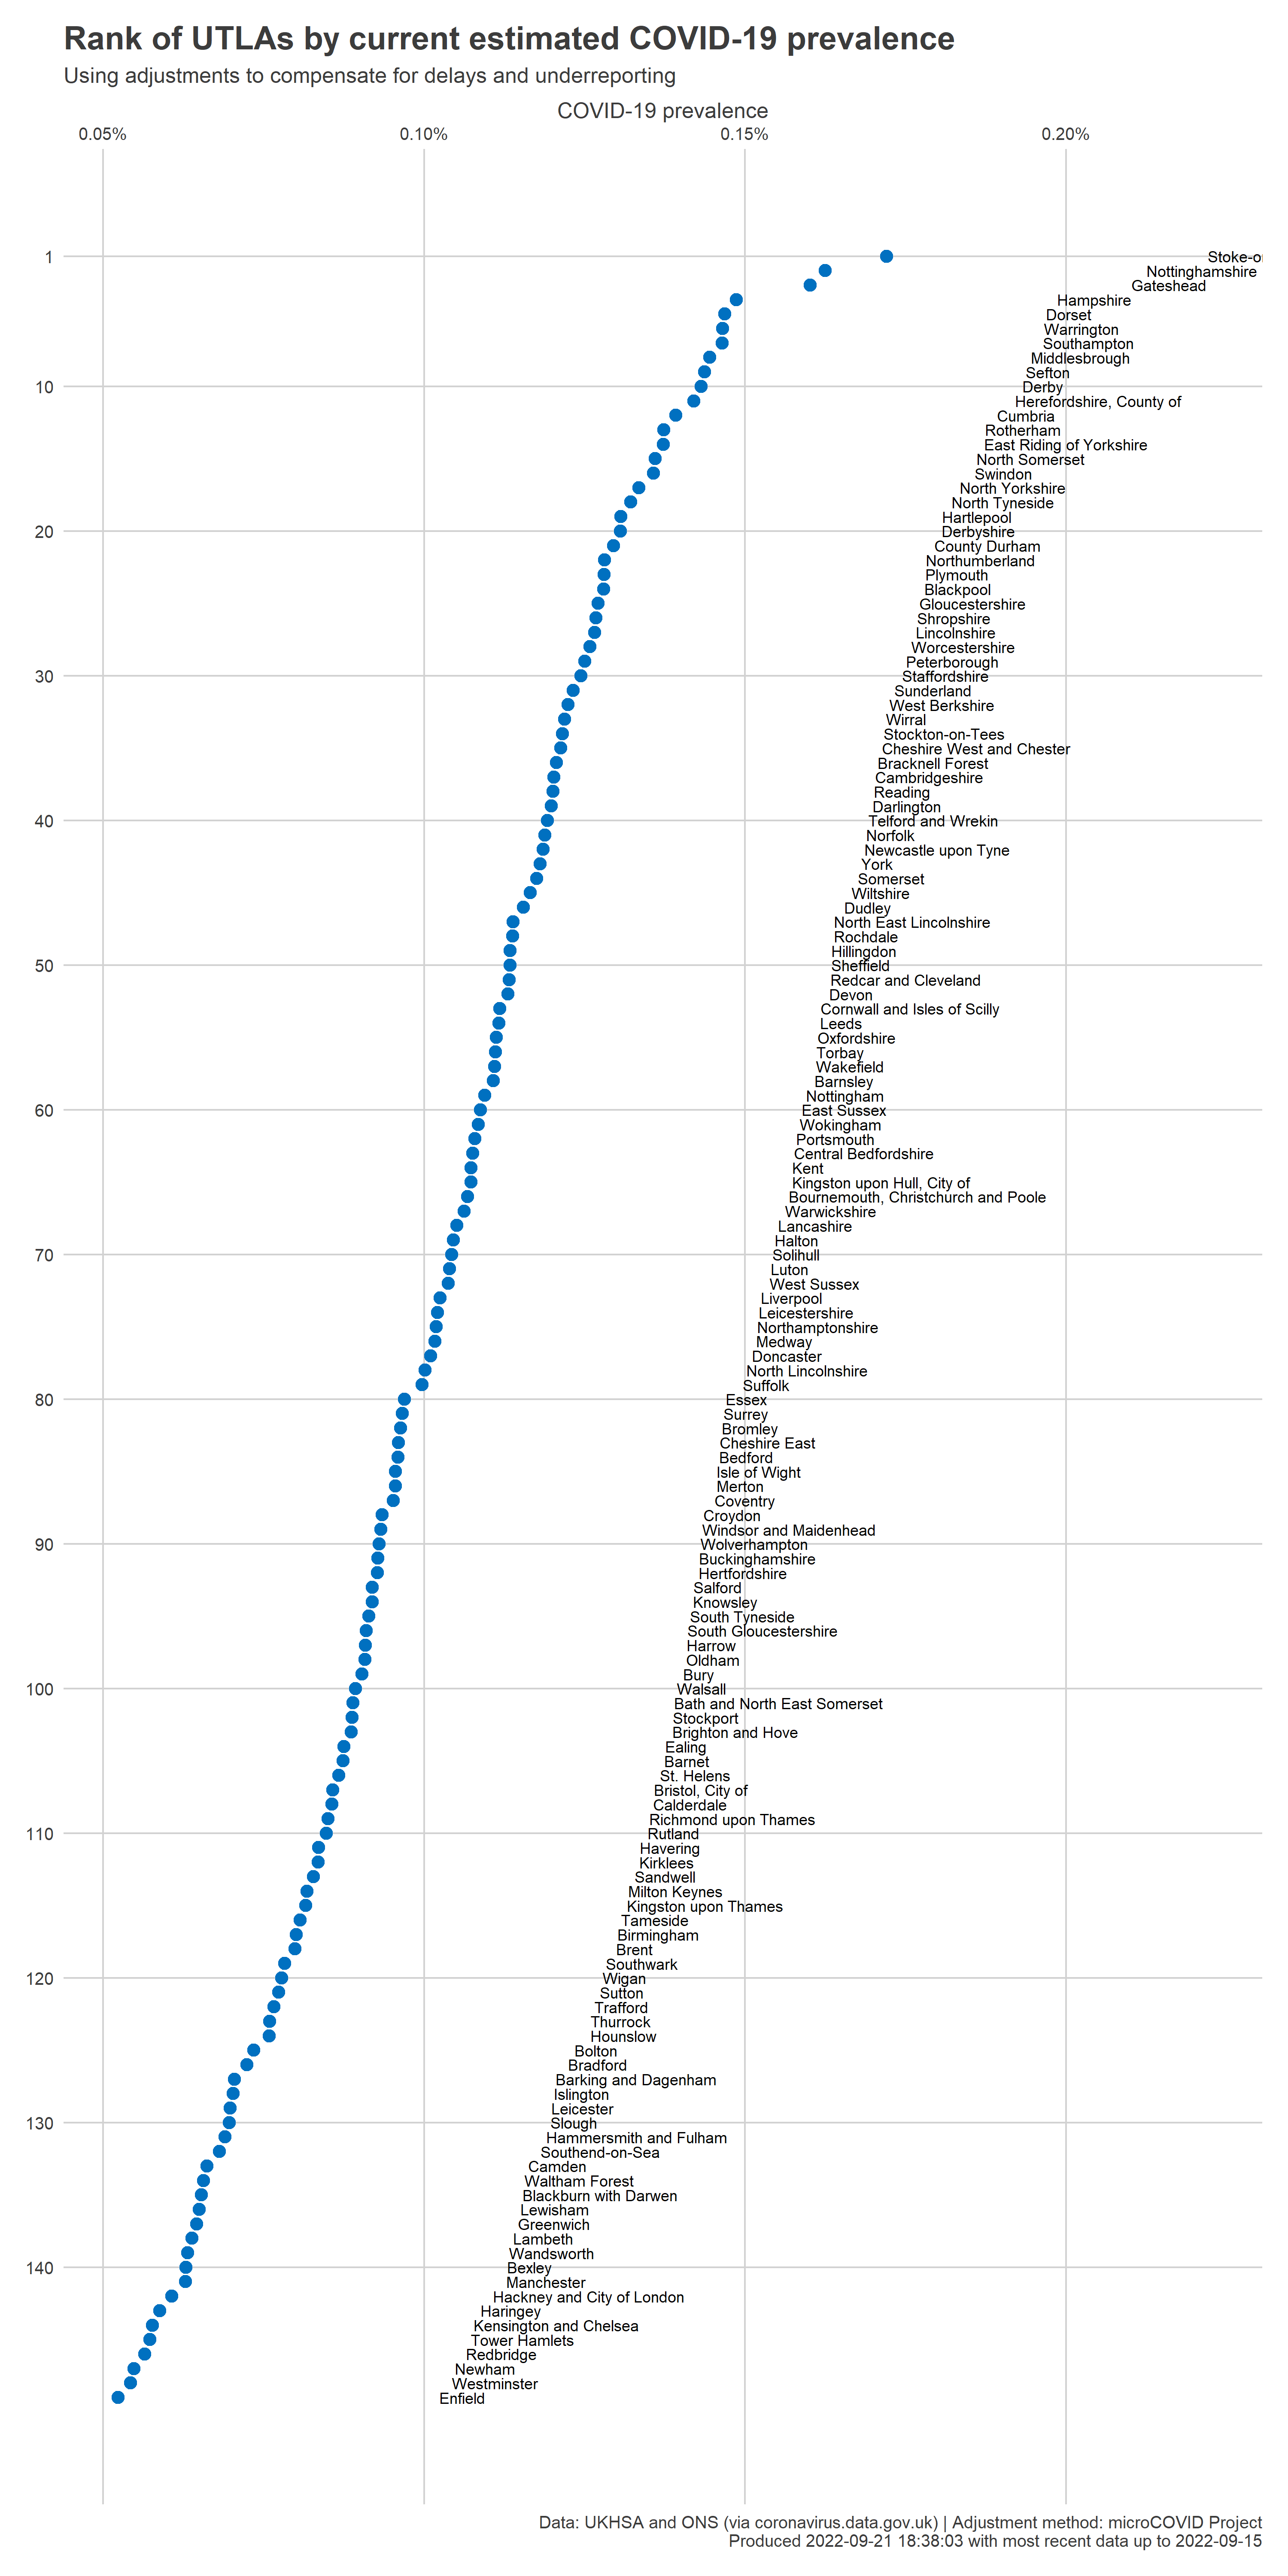 Rank of UTLAs by current estimated COVID-19 prevalence
Using adjustments to compensate for delays and underreporting
COVID-19 prevalence
0.05% 0.10% 0.15% 0.20%
1 Stoke-o
Nottinghamshire
Gateshead
Hampshire
Dorset
Warrington
Southampton
Middlesbrough
Sefton
10 Derby
Herefordshire, County of
Cumbria
Rotherham
East Riding of Yorkshire
North Somerset
Swindon
North Yorkshire
North Tyneside
Hartlepool
20 Derbyshire
County Durham
Northumberland
Plymouth
Blackpool
Gloucestershire
Shropshire
Lincolnshire
Worcestershire
Peterborough
30 Staffordshire
Sunderland
West Berkshire
Wirral
Stockton-on-Tees
Cheshire West and Chester
Bracknell Forest
Cambridgeshire
Reading
Darlington
40 Telford and Wrekin
Norfolk
Newcastle upon Tyne
York
Somerset
Wiltshire
Dudley
North East Lincolnshire
Rochdale
Hillingdon
50 Sheffield
Redcar and Cleveland
Devon
Cornwall and Isles of Scilly
Leeds
Oxfordshire
Torbay
Wakefield
Barnsley
Nottingham
60 East Sussex
Wokingham
Portsmouth
Central Bedfordshire
Kent
Kingston upon Hull, City of
Bournemouth, Christchurch and Poole
Warwickshire
Lancashire
Halton
70 Solihull
Luton
West Sussex
Liverpool
Leicestershire
Northamptonshire
Medway
Doncaster
North Lincolnshire
Suffolk
80 Essex
Surrey
Bromley
Cheshire East
Bedford
Isle of Wight
Merton
Coventry
Croydon
Windsor and Maidenhead
90 Wolverhampton
Buckinghamshire
Hertfordshire
Salford
Knowsley
South Tyneside
South Gloucestershire
Harrow
Oldham
Bury
100 Walsall
Bath and North East Somerset
Stockport
Brighton and Hove
Ealing
Barnet
St. Helens
Bristol, City of
Calderdale
Richmond upon Thames
110 Rutland
Havering
Kirklees
Sandwell
Milton Keynes
Kingston upon Thames
Tameside
Birmingham
Brent
Southwark
120 Wigan
Sutton
Trafford
Thurrock
Hounslow
Bolton
Bradford
Barking and Dagenham
Islington
Leicester
130 Slough
Hammersmith and Fulham
Southend-on-Sea
Camden
Waltham Forest
Blackburn with Darwen
Lewisham
Greenwich
Lambeth
Wandsworth
140 Bexley
Manchester
Hackney and City of London
Haringey
Kensington and Chelsea
Tower Hamlets
Redbridge
Newham
Westminster
Enfield
Data: UKHSA and ONS (via coronavirus.data.gov.uk) | Adjustment method: microCOVID Project
Produced 2022-09-21 18:38:03 with most recent data up to 2022-09-15